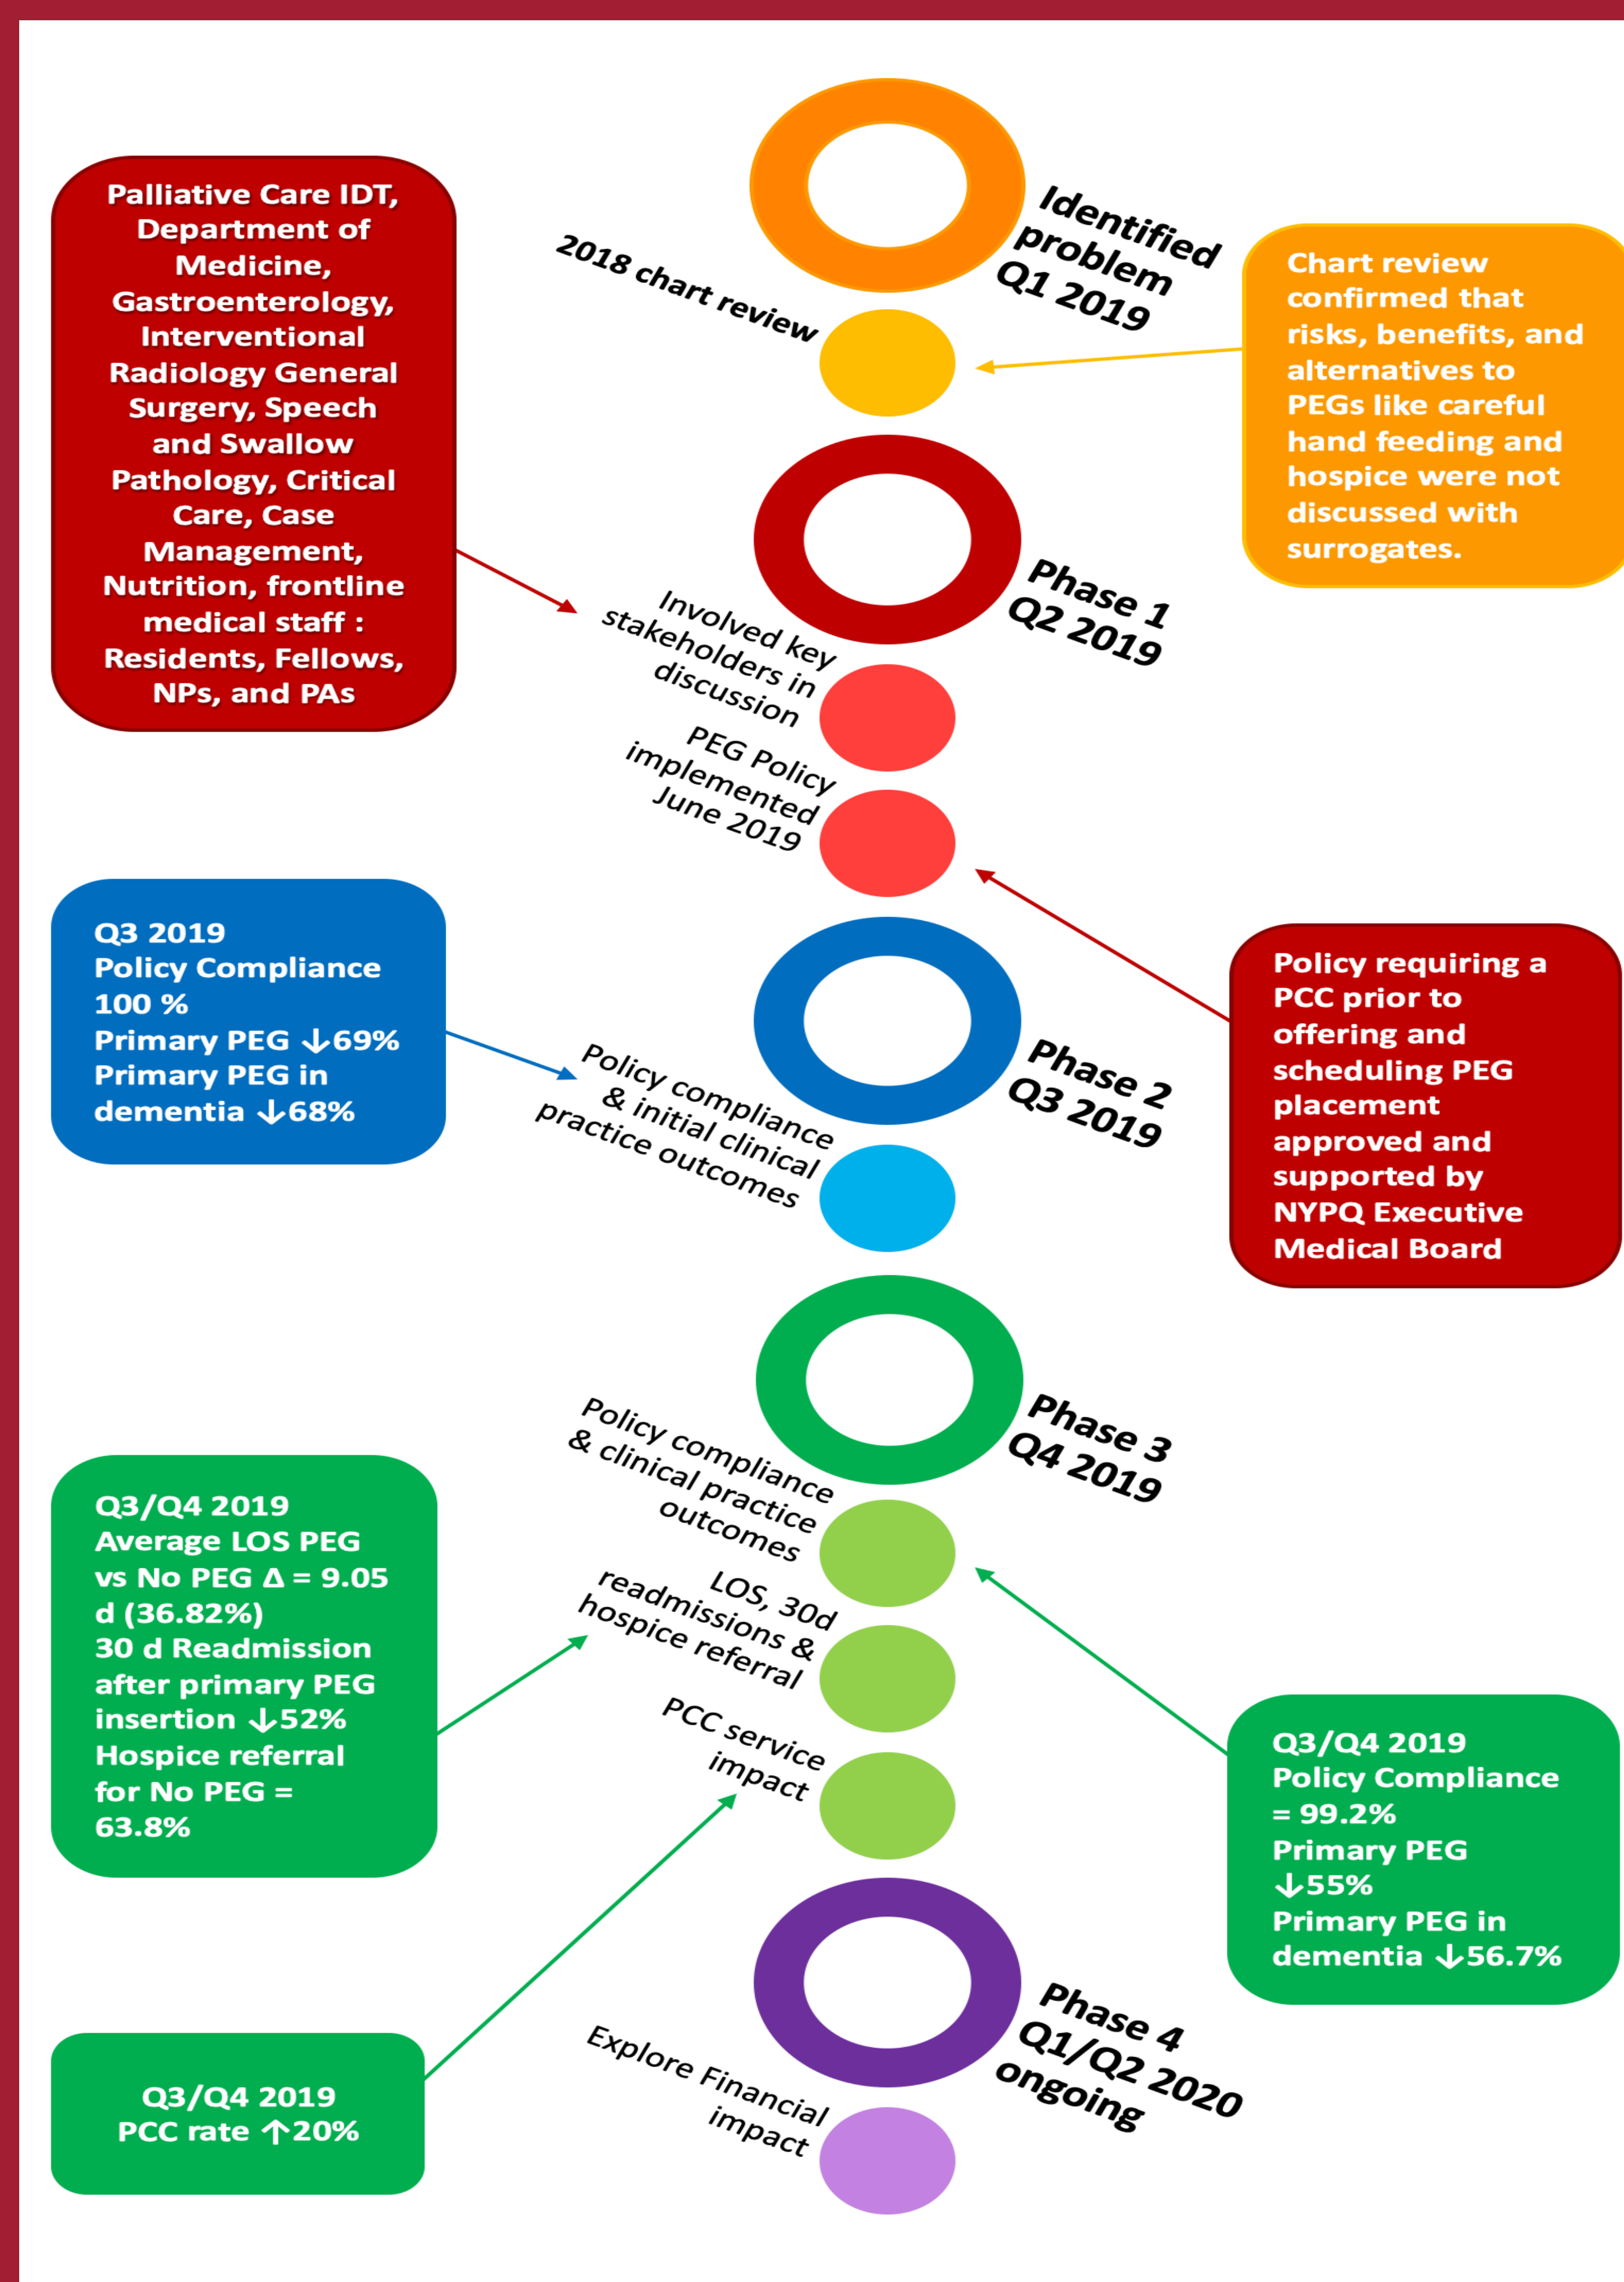 Identified
problem
Q1 2019
2018 chart review
Chart review
confirmed that
risks, benefits, and
alternatives to
PEGs like careful
hand feeding and
hospice were not
discussed with
surrogates.
Palliative Care IDT,
Department of
Medicine,
Gastroenterology,
Interventional
Radiology General
Surgery, Speech
and Swallow
Pathology, Critical
Care, Case
Management,
Nutrition, frontline
medical staff :
Residents, Fellows,
NPs, and PAs
Phase 1
Q2 2019
Involved key
stakeholders in
discussion
PEG Policy
implemented
June 2019
Policy requiring a
PCC prior to
offering and
scheduling PEG
placement
approved and
supported by
NYPQ Executive
Medical Board
Q3 2019
Policy Compliance
100 %
Primary PEG ↓69%
Primary PEG in
dementia ↓68%
Phase 2
Q3 2019
Policy compliance
& initial clinical
practice outcomes
Phase 3
Q4 2019
Policy compliance
& clinical practice
outcomes
LOS, 30d
readmissions &
hospice referral
PCC service
impact
Q3/Q4 2019
Average LOS PEG
vs No PEG Δ = 9.05
d (36.82%)
30 d Readmission
after primary PEG
insertion ↓52%
Hospice referral
for No PEG =
63.8%
Q3/Q4 2019
Policy Compliance
= 99.2%
Primary PEG
↓55%
Primary PEG in
dementia ↓56.7%
Q3/Q4 2019
PCC rate ↑20%
Phase 4
Q1/Q2 2020
ongoing
Explore Financial
impact